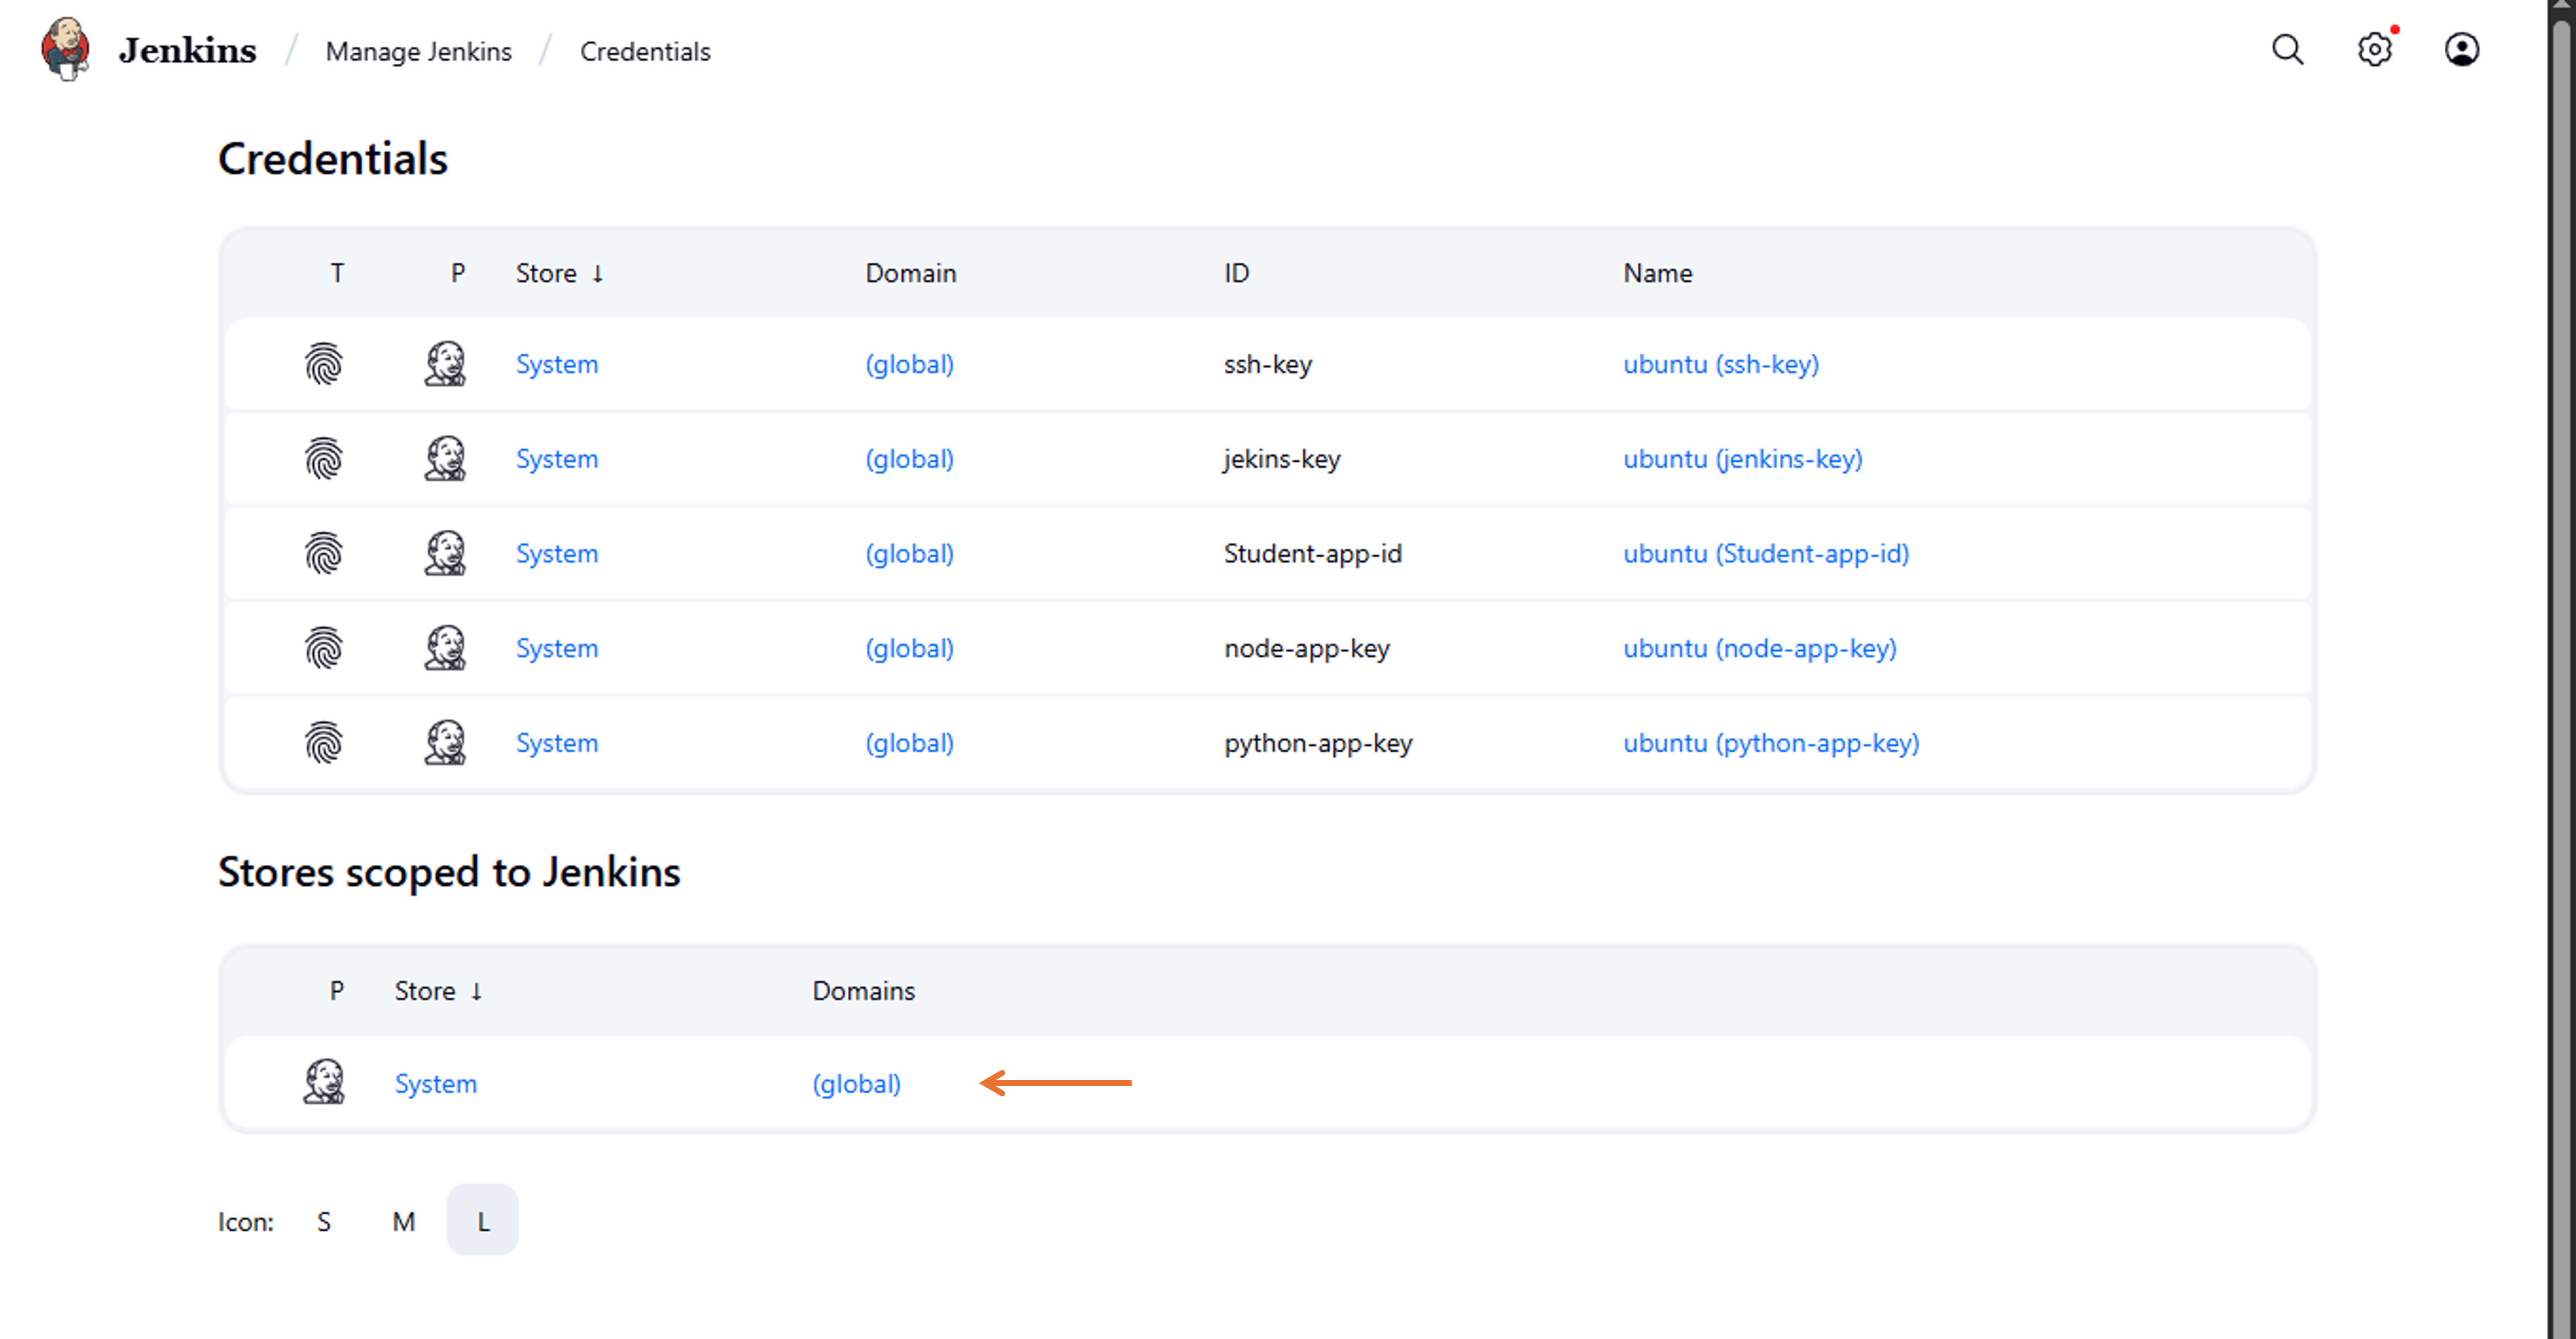 Jenkins / Manage Jenkins / Credentials
Credentials
T P Store ↓ Domain ID Name
System (global) ssh-key ubuntu (ssh-key)
System (global) jekins-key ubuntu (jenkins-key)
System (global) Student-app-id ubuntu (Student-app-id)
System (global) node-app-key ubuntu (node-app-key)
System (global) python-app-key ubuntu (python-app-key)
Stores scoped to Jenkins
P Store ↓ Domains
System (global)
Icon: S M L